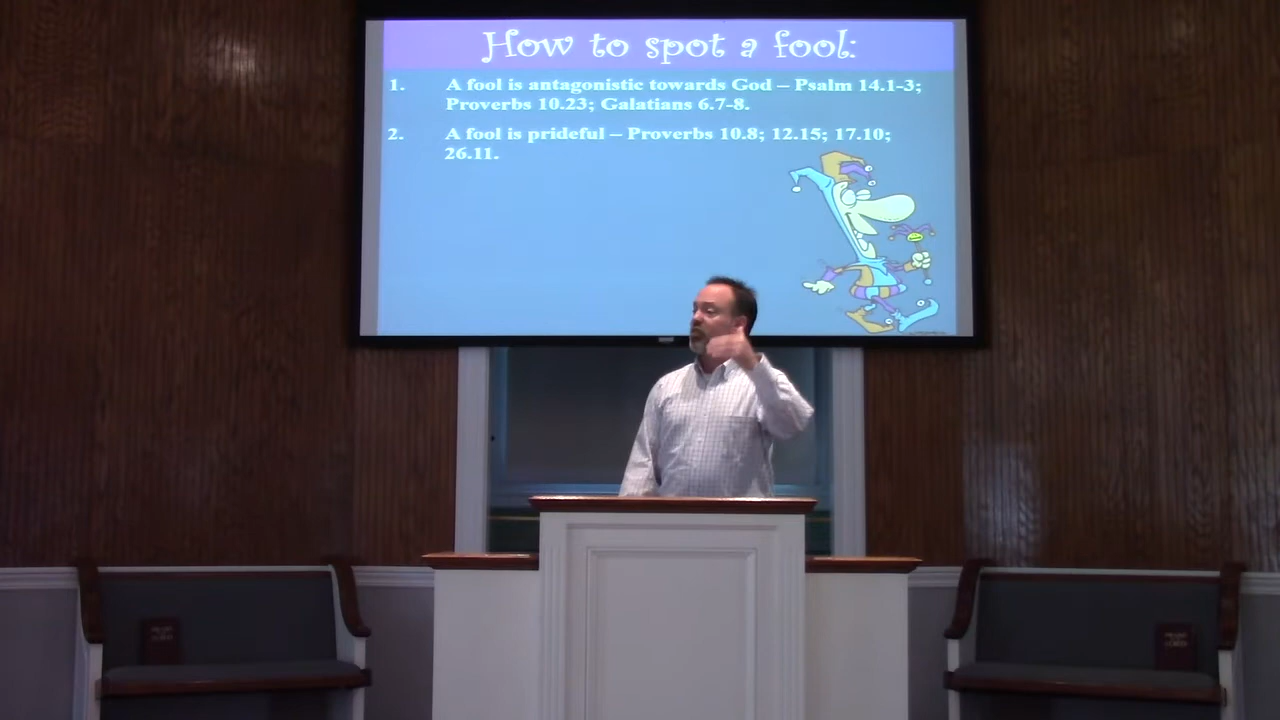 How to spot a fool:
1. A fool is antagonistic towards God – Psalm 14.1-3;
Proverbs 10.23; Galatians 6.7-8.
2. A fool is prideful – Proverbs 10.8; 12.15; 17.10;
26.11.